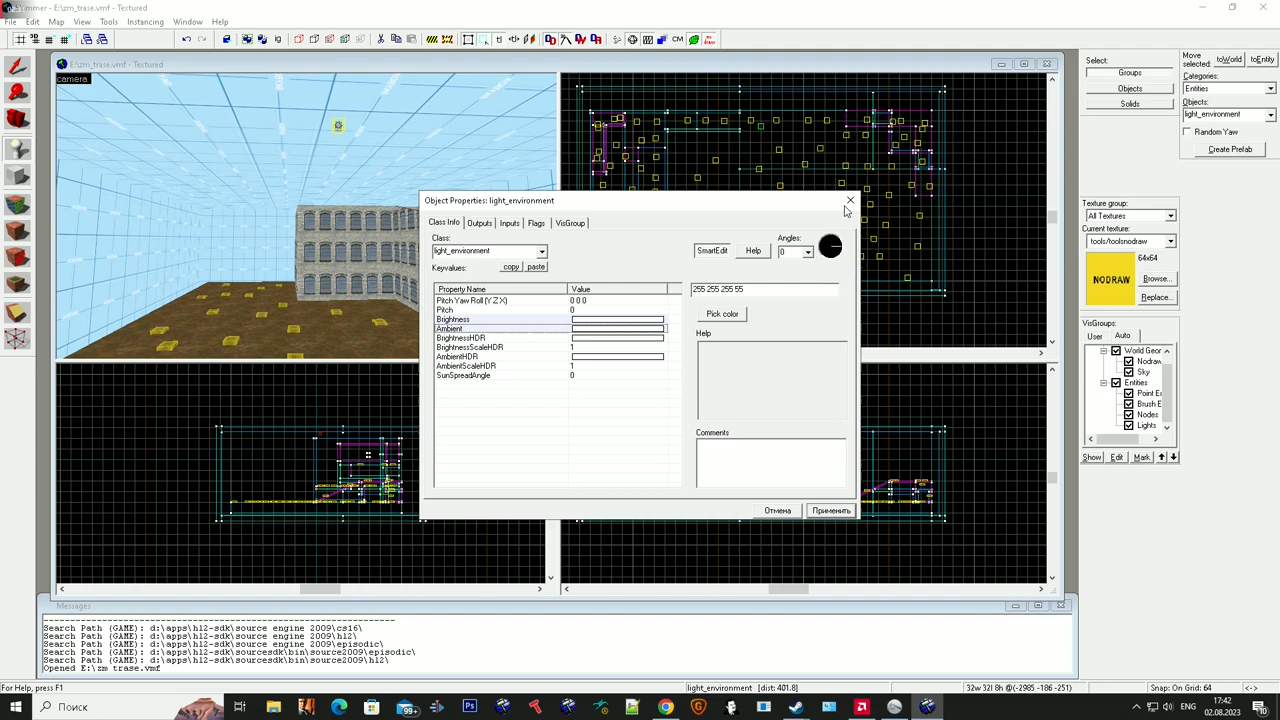 Hammer - E:\zm_trase.vmf - Textured
File Edit Map View Tools Instancing Window Help
E:\zm_trase.vmf - Textured
camera
Select:
Groups
Objects
Solids
Move selected:
toWorld
toEntity
Categories:
Entities
Objects:
light_environment
Random Yaw
Create Prefab
Object Properties: light_environment
Class Info Outputs Inputs Flags VisGroup
Class:
light_environment
SmartEdit
Help
Angles:
0
Keyvalues:
copy
paste
Property Name Value
Pitch Yaw Roll (Y Z X) 0 0 0
Pitch 0
Brightness
Ambient
BrightnessHDR
BrightnessScaleHDR 1
AmbientHDR
AmbientScaleHDR 1
SunSpreadAngle 0
255 255 255 55
Pick color
Help
Comments
Отмена
Применить
Texture group:
All Textures
Current texture:
tools/toolsnodraw
NODRAW
64x64
Browse...
Replace...
VisGroups:
User Auto
World Geor
Nodraw
Sky
Entities
Point Er
Brush E
Nodes
Lights
Show Edit Mark
Messages
Search Path (GAME): d:\apps\hl2-sdk\source engine 2009\cs16\
Search Path (GAME): d:\apps\hl2-sdk\source engine 2009\hl2\
Search Path (GAME): d:\apps\hl2-sdk\source engine 2009\episodic\
Search Path (GAME): d:\apps\hl2-sdk\sourcesdk\bin\source2009\episodic\
Search Path (GAME): d:\apps\hl2-sdk\sourcesdk\bin\source2009\hl2\
Opened E:\zm_trase.vmf
For Help, press F1
light_environment [dist: 401.8]
32w 32l 8h @(-2985 -186 -251)
Snap: On Grid: 64
<->
Поиск
99+
ENG
17:42
02.08.2023
10